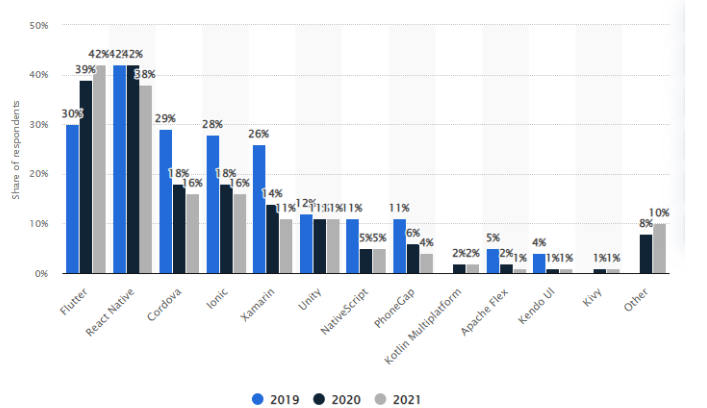 50%
40%
30%
20%
10%
0%
Share of respondents
30% 39% 42%
42% 42% 38%
29% 18% 16%
28% 18% 16%
26% 14% 11%
12% 11% 11%
11% 5% 5%
11% 6% 4%
2% 2%
5% 2% 1%
4% 1% 1%
1% 1%
8% 10%
Flutter
React Native
Cordova
Ionic
Xamarin
Unity
NativeScript
PhoneGap
Kotlin Multiplatform
Apache Flex
Kendo UI
Kivy
Other
2019 2020 2021